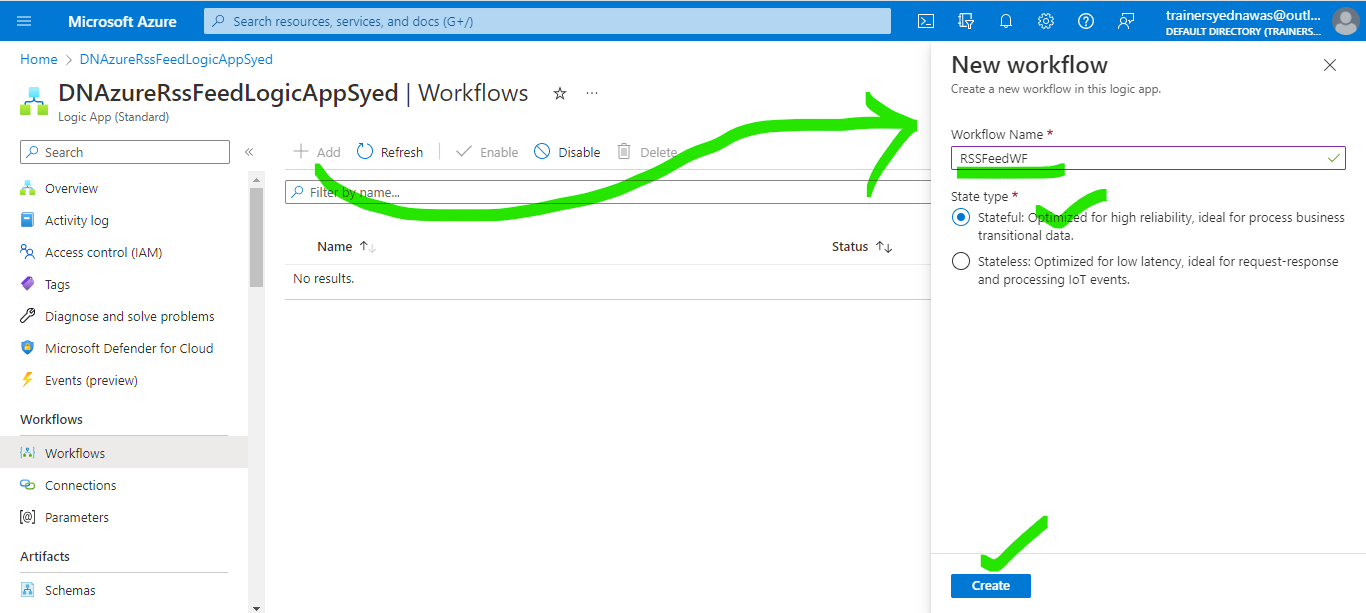 Microsoft Azure
Search resources, services, and docs (G+/)
trainersyednawas@outl...
DEFAULT DIRECTORY (TRAINERS...
Home > DNAzureRssFeedLogicAppSyed
DNAzureRssFeedLogicAppSyed | Workflows
Logic App (Standard)
Search
Overview
Activity log
Access control (IAM)
Tags
Diagnose and solve problems
Microsoft Defender for Cloud
Events (preview)
Workflows
Workflows
Connections
Parameters
Artifacts
Schemas
Add Refresh Enable Disable Delete
Filter by name...
Name Status
No results.
New workflow
Create a new workflow in this logic app.
Workflow Name *
RSSFeedWF
State type *
Stateful: Optimized for high reliability, ideal for process business
transitional data.
Stateless: Optimized for low latency, ideal for request-response
and processing IoT events.
Create